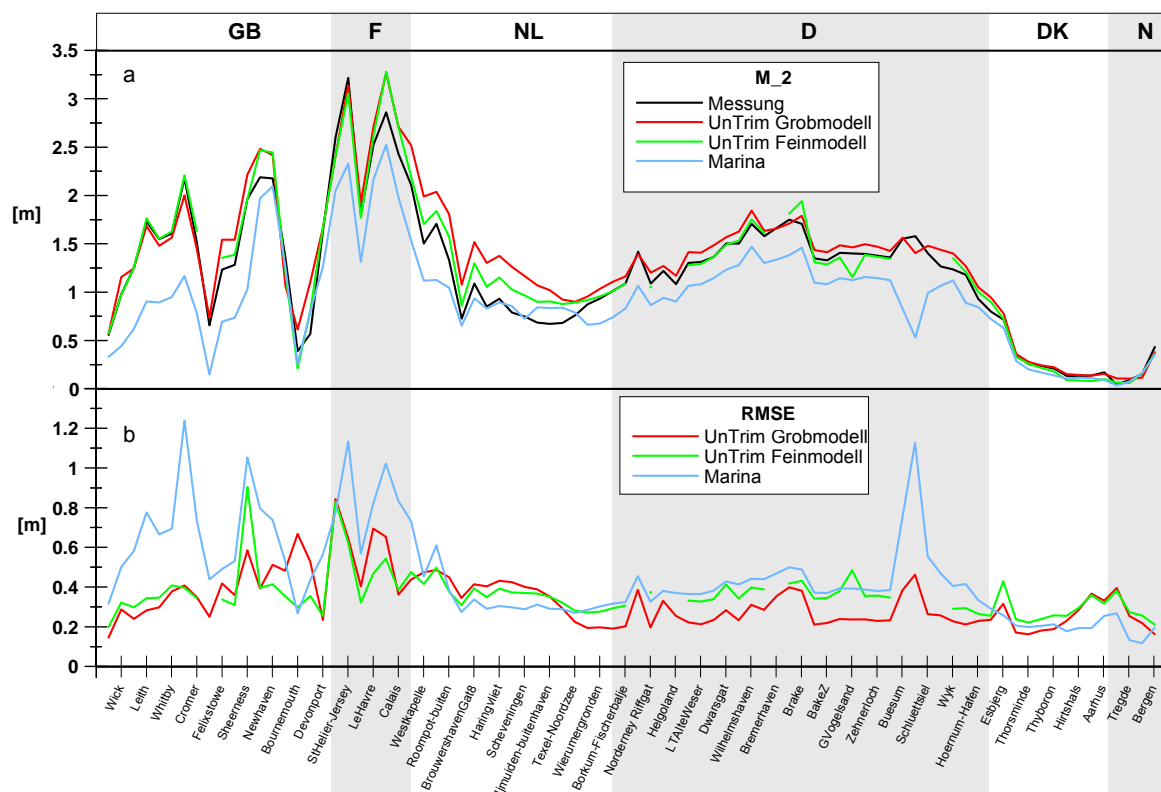 GB F NL D DK N
3.5
a
3
2.5
2
[m]
1.5
1
0.5
0
M_2
Messung
UnTrim Grobmodell
UnTrim Feinmodell
Marina
b
1.2
1
0.8
[m]
0.6
0.4
0.2
0
RMSE
UnTrim Grobmodell
UnTrim Feinmodell
Marina
Wick
Leith
Whitby
Cromer
Felixstowe
Sheerness
Newhaven
Bournemouth
Devonport
StHelier-Jersey
LeHavre
Calais
Westkapelle
Roompot-buiten
BrouwershavenGat8
Haringvliet
Scheveningen
Ijmuiden-buitenhaven
Texel-Noordzee
Wierumergronden
Borkum-Fischerbalje
Norderney Riffgat
Helgoland
LTAlteWeser
Dwarsgat
Wilhelmshaven
Bremerhaven
Brake
BakeZ
GVogelsand
Zehnerloch
Buesum
Schluettsiel
Wyk
Hoernum-Hafen
Esbjerg
Thorsminde
Thyboron
Hirtshals
Aarhus
Tregde
Bergen